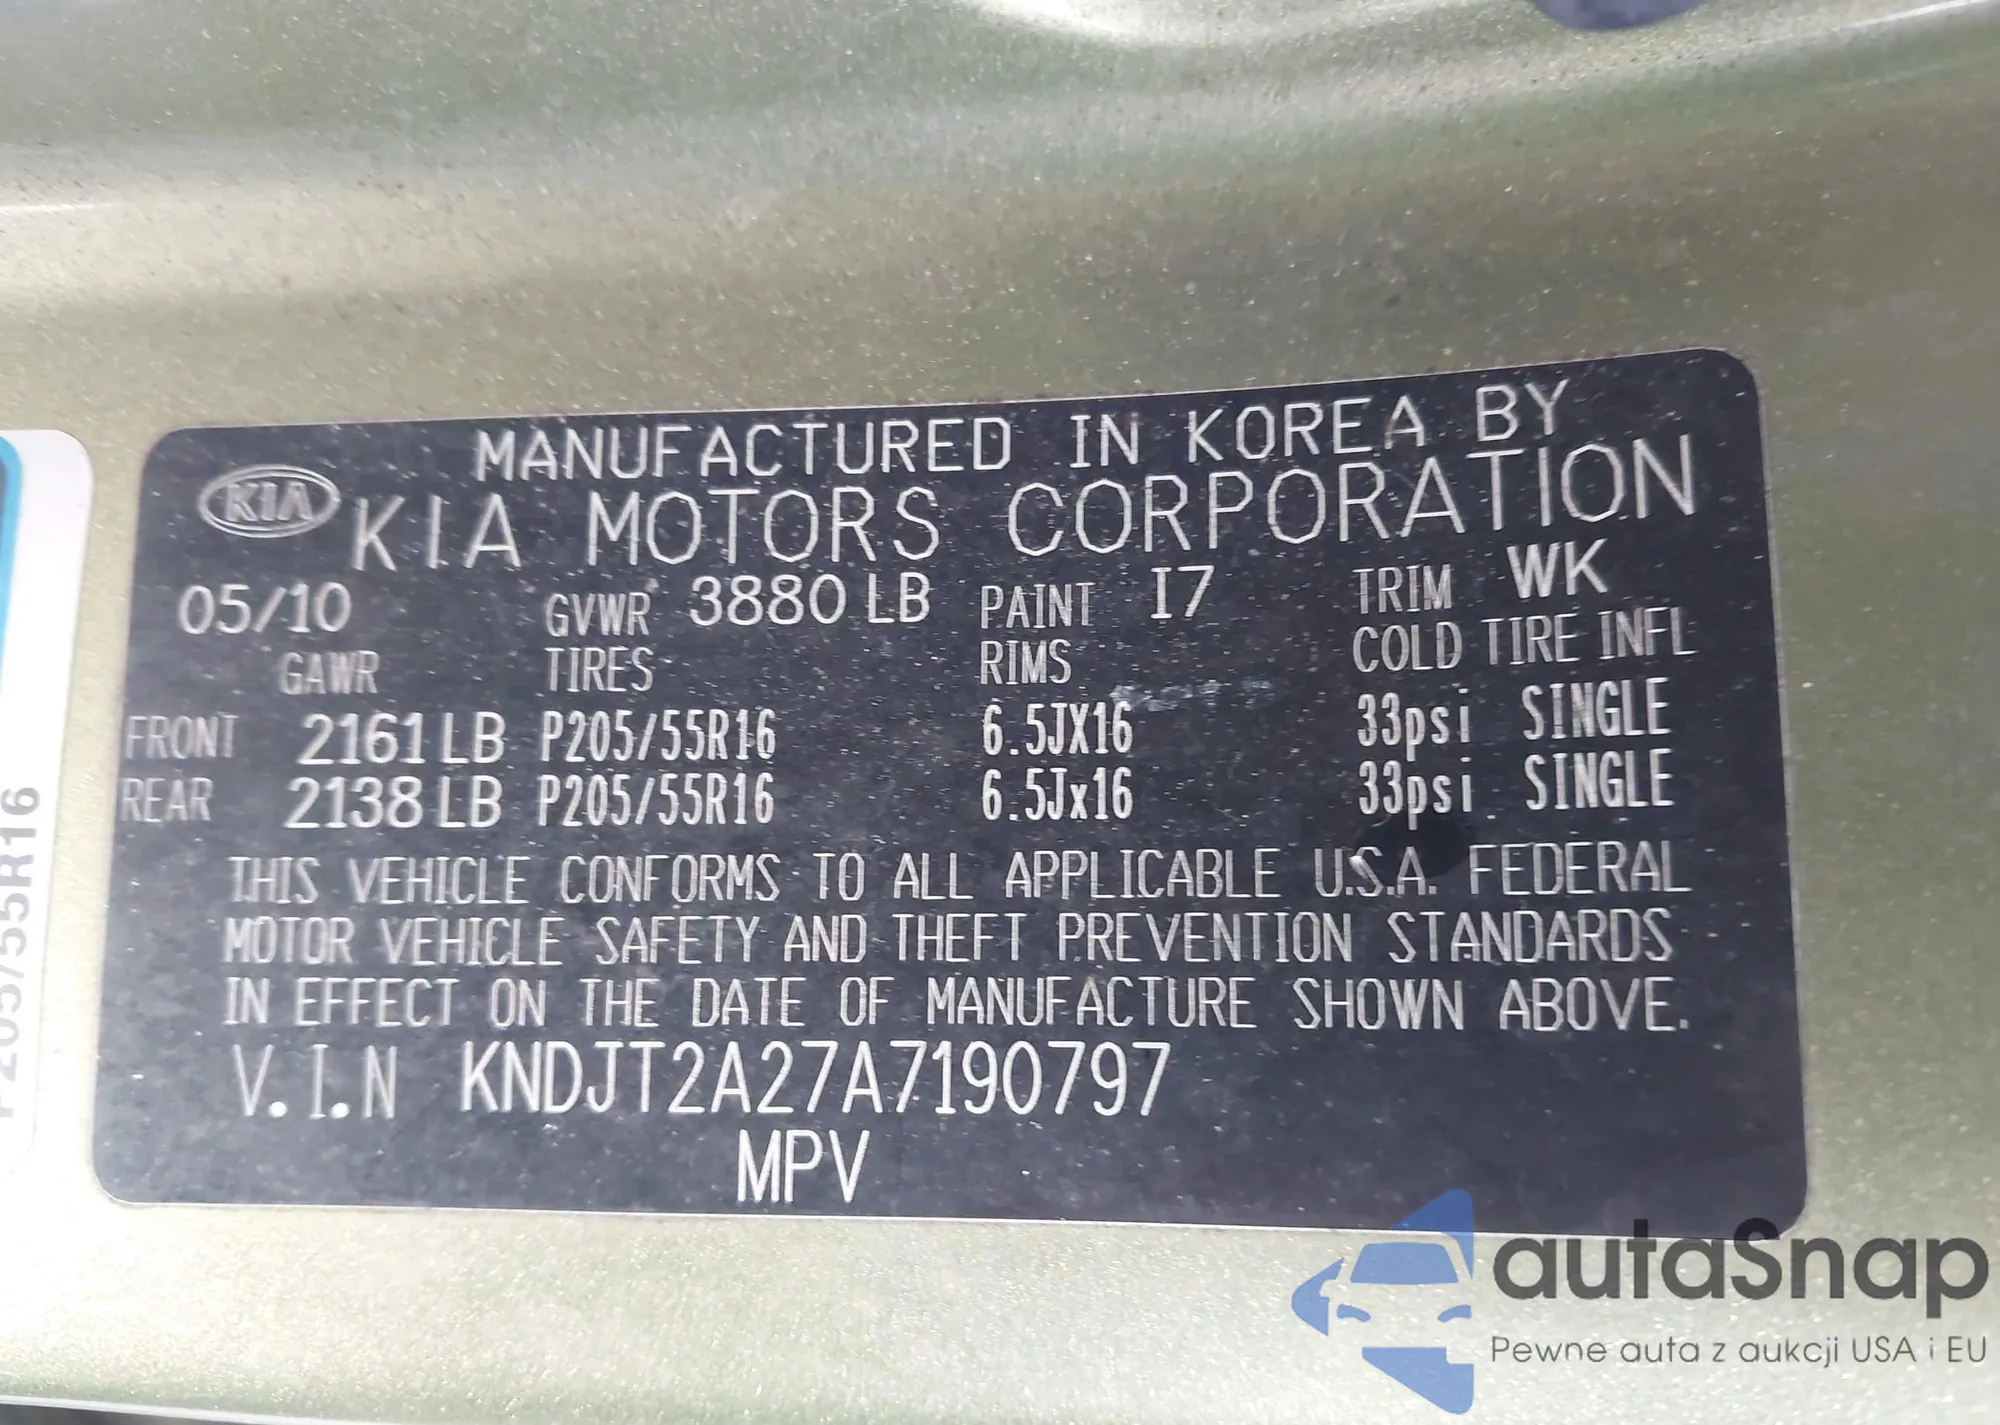 MANUFACTURED IN KOREA BY
KIA KIA MOTORS CORPORATION
05/10 GVWR 3880 LB PAINT I7 TRIM WK
GAWR TIRES RIMS COLD TIRE INFL
FRONT 2161 LB P205/55R16 6.5JX16 33psi SINGLE
REAR 2138 LB P205/55R16 6.5Jx16 33psi SINGLE
THIS VEHICLE CONFORMS TO ALL APPLICABLE U.S.A. FEDERAL
MOTOR VEHICLE SAFETY AND THEFT PREVENTION STANDARDS
IN EFFECT ON THE DATE OF MANUFACTURE SHOWN ABOVE.
V.I.N KNDJT2A27A7190797
MPV
P205/55R16
autaSnap
Pewne auta z aukcji USA i EU